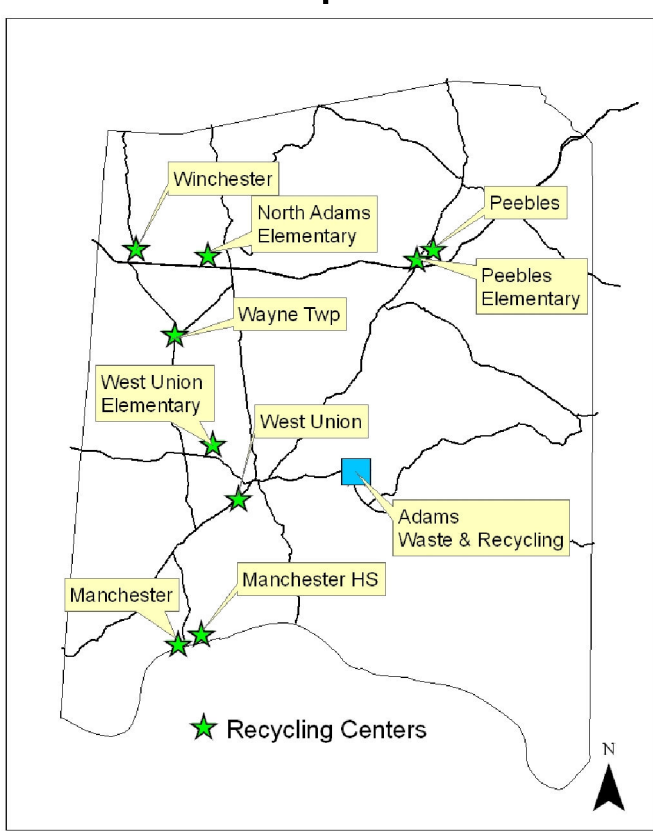 Winchester
North Adams
Elementary
Peebles
Peebles
Elementary
Wayne Twp
West Union
Elementary
West Union
Adams
Waste & Recycling
Manchester HS
Manchester
Recycling Centers
N